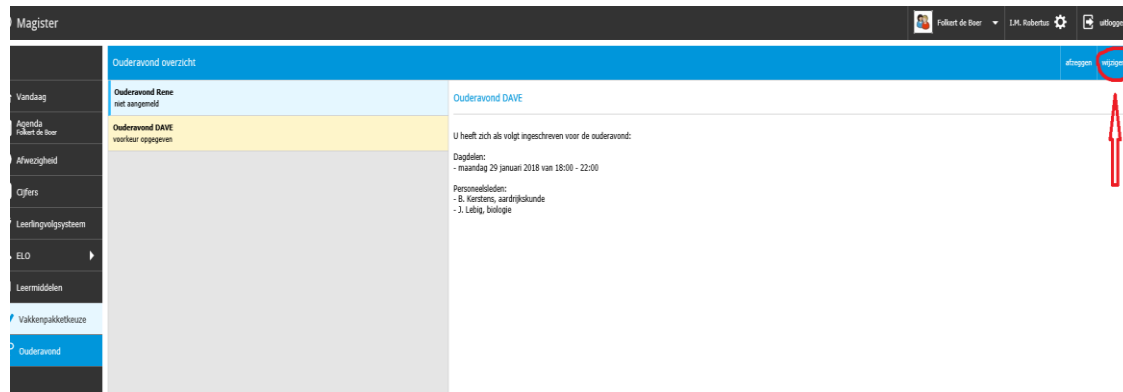 Magister
Folkert de Boer
I.M. Robertus
uitlogge
Ouderavond overzicht
afzeggen
wijzigen
Vandaag
Agenda
Folkert de Boer
Afwezigheid
Cijfers
Leerlingvolgsysteem
ELO
Leermiddelen
Vakkenpakketkeuze
Ouderavond
Ouderavond Rene
niet aangemeld
Ouderavond DAVE
voorkeur opgegeven
Ouderavond DAVE
U heeft zich als volgt ingeschreven voor de ouderavond:
Dagdelen:
- maandag 29 januari 2018 van 18:00 - 22:00
Personeelsleden:
- B. Kerstens, aardrijkskunde
- J. Lebig, biologie